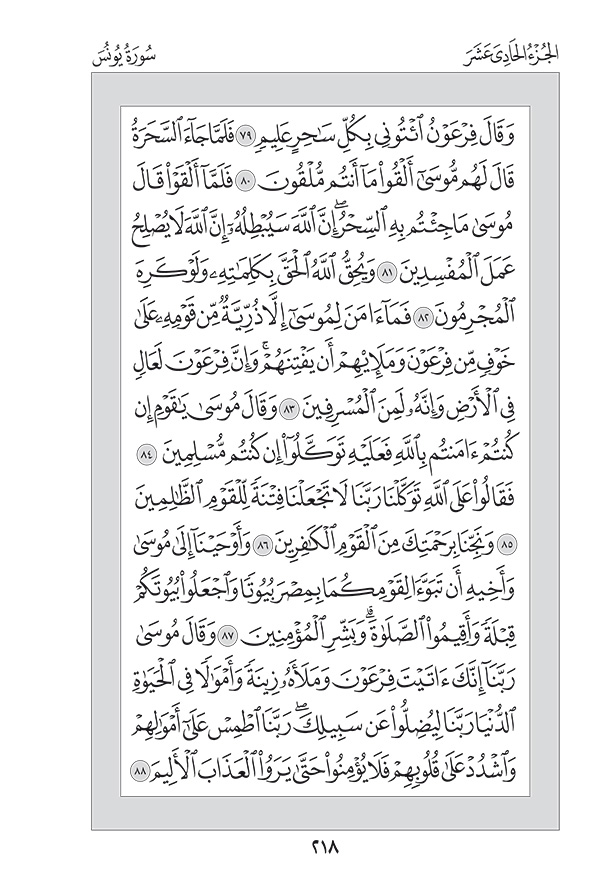 الجُزْءُ الحَادِىَ عَشَرَ
سُورَةُ يُونُسَ
وَقَالَ فِرْعَوْنُ ٱئْتُونِى بِكُلِّ سَٰحِرٍ عَلِيمٍ ٧٩ فَلَمَّا جَآءَ ٱلسَّحَرَةُ
قَالَ لَهُم مُّوسَىٰٓ أَلْقُوا۟ مَآ أَنتُم مُّلْقُونَ ٨٠ فَلَمَّآ أَلْقَوْا۟ قَالَ
مُوسَىٰ مَا جِئْتُم بِهِ ٱلسِّحْرُ ۖ إِنَّ ٱللَّهَ سَيُبْطِلُهُۥٓ إِنَّ ٱللَّهَ لَا يُصْلِحُ
عَمَلَ ٱلْمُفْسِدِينَ ٨١ وَيُحِقُّ ٱللَّهُ ٱلْحَقَّ بِكَلِمَٰتِهِۦ وَلَوْ كَرِهَ
ٱلْمُجْرِمُونَ ٨٢ فَمَآ ءَامَنَ لِمُوسَىٰٓ إِلَّا ذُرِّيَّةٌ مِّن قَوْمِهِۦ عَلَىٰ
خَوْفٍ مِّن فِرْعَوْنَ وَمَلَإِي۟هِمْ أَن يَفْتِنَهُمْ ۚ وَإِنَّ فِرْعَوْنَ لَعَالٍ
فِى ٱلْأَرْضِ وَإِنَّهُۥ لَمِنَ ٱلْمُسْرِفِينَ ٨٣ وَقَالَ مُوسَىٰ يَٰقَوْمِ إِن
كُنتُمْ ءَامَنتُم بِٱللَّهِ فَعَلَيْهِ تَوَكَّلُوٓا۟ إِن كُنتُم مُّسْلِمِينَ ٨٤
فَقَالُوا۟ عَلَى ٱللَّهِ تَوَكَّلْنَا رَبَّنَا لَا تَجْعَلْنَا فِتْنَةً لِّلْقَوْمِ ٱلظَّٰلِمِينَ
٨٥ وَنَجِّنَا بِرَحْمَتِكَ مِنَ ٱلْقَوْمِ ٱلْكَٰفِرِينَ ٨٦ وَأَوْحَيْنَآ إِلَىٰ مُوسَىٰ
وَأَخِيهِ أَن تَبَوَّءَا لِقَوْمِكُمَا بِمِصْرَ بُيُوتًا وَٱجْعَلُوا۟ بُيُوتَكُمْ
قِبْلَةً وَأَقِيمُوا۟ ٱلصَّلَوٰةَ ۗ وَبَشِّرِ ٱلْمُؤْمِنِينَ ٨٧ وَقَالَ مُوسَىٰ
رَبَّنَآ إِنَّكَ ءَاتَيْتَ فِرْعَوْنَ وَمَلَأَهُۥ زِينَةً وَأَمْوَٰلًا فِى ٱلْحَيَوٰةِ
ٱلدُّنْيَا رَبَّنَا لِيُضِلُّوا۟ عَن سَبِيلِكَ ۖ رَبَّنَا ٱطْمِسْ عَلَىٰٓ أَمْوَٰلِهِمْ
وَٱشْدُدْ عَلَىٰ قُلُوبِهِمْ فَلَا يُؤْمِنُوا۟ حَتَّىٰ يَرَوُا۟ ٱلْعَذَابَ ٱلْأَلِيمَ ٨٨
٢١٨